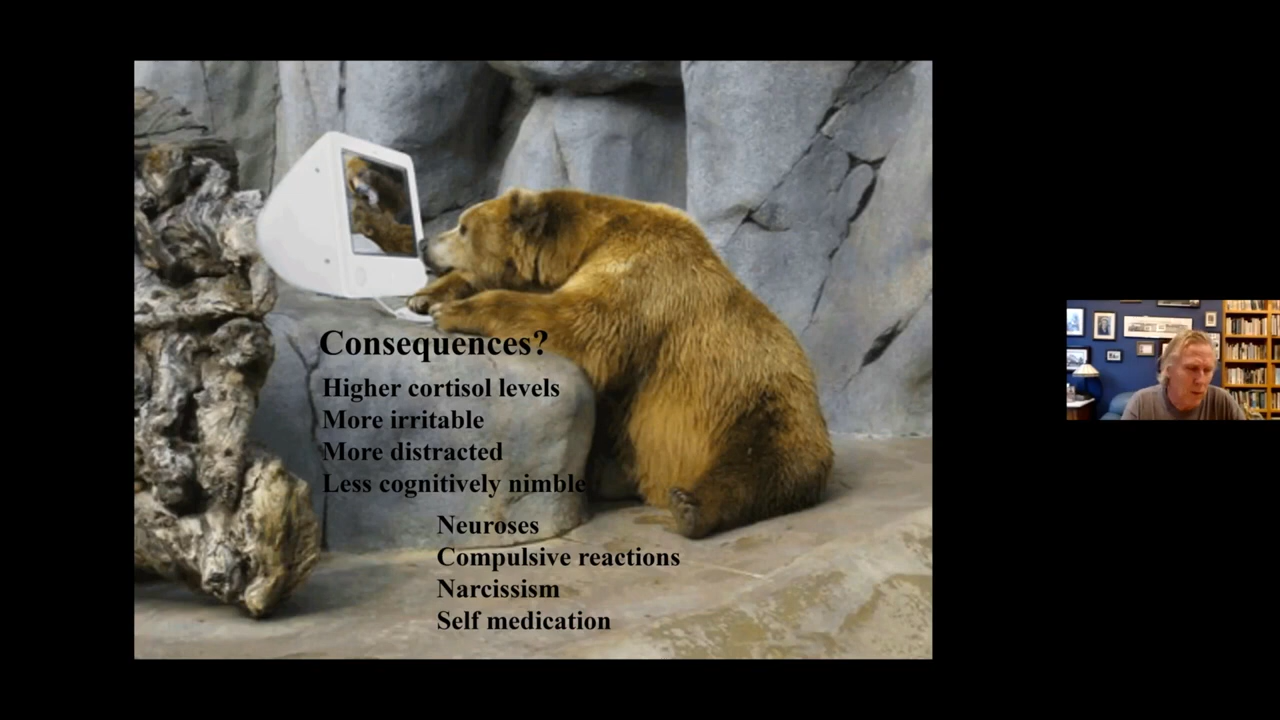 Consequences?
Higher cortisol levels
More irritable
More distracted
Less cognitively nimble
Neuroses
Compulsive reactions
Narcissism
Self medication